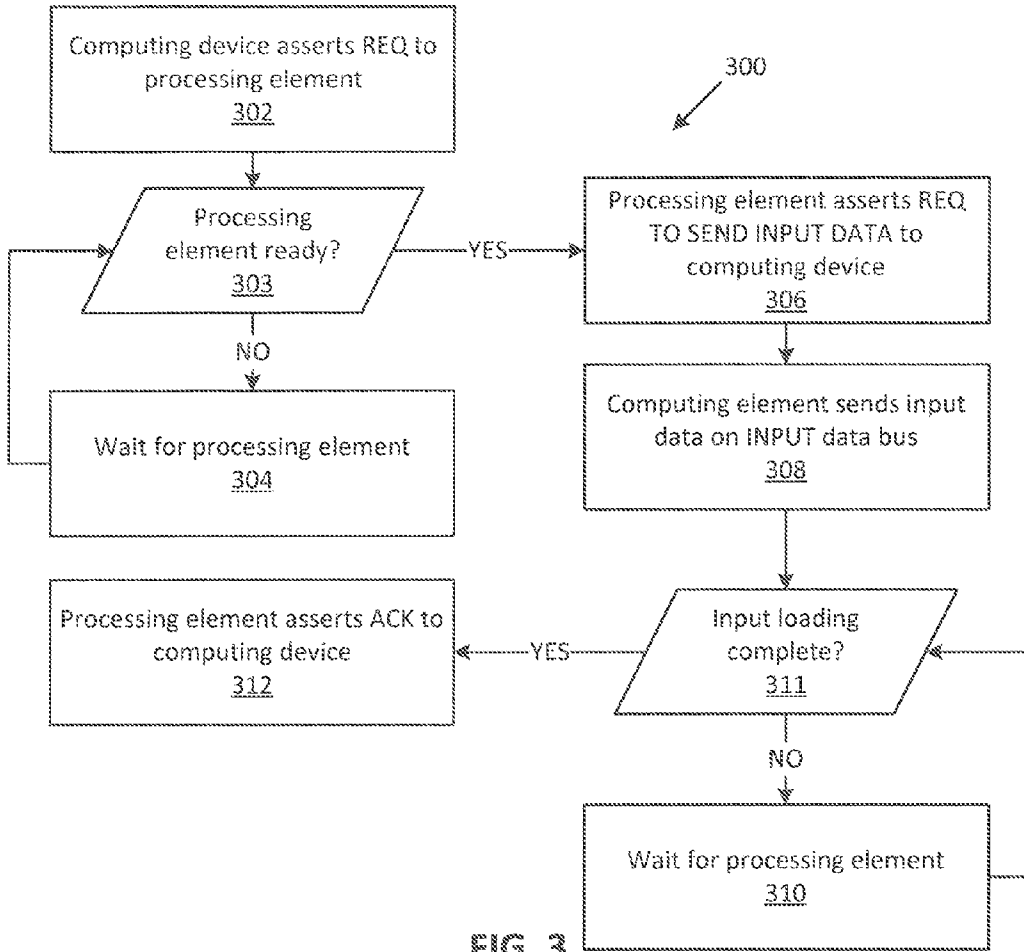 Computing device asserts REQ to
processing element
302
300
Processing
element ready?
303
YES
NO
Wait for processing element
304
Processing element asserts REQ
TO SEND INPUT DATA to
computing device
306
Computing element sends input
data on INPUT data bus
308
Input loading
complete?
311
YES
NO
Processing element asserts ACK to
computing device
312
Wait for processing element
310
FIG. 3